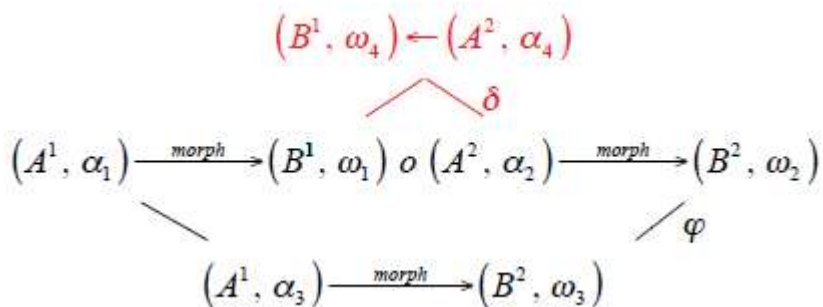 (B¹, ω₄) ← (A², α₄)
δ
(A¹, α₁) —morph→ (B¹, ω₁) o (A², α₂) —morph→ (B², ω₂)
φ
(A¹, α₃) —morph→ (B², ω₃)